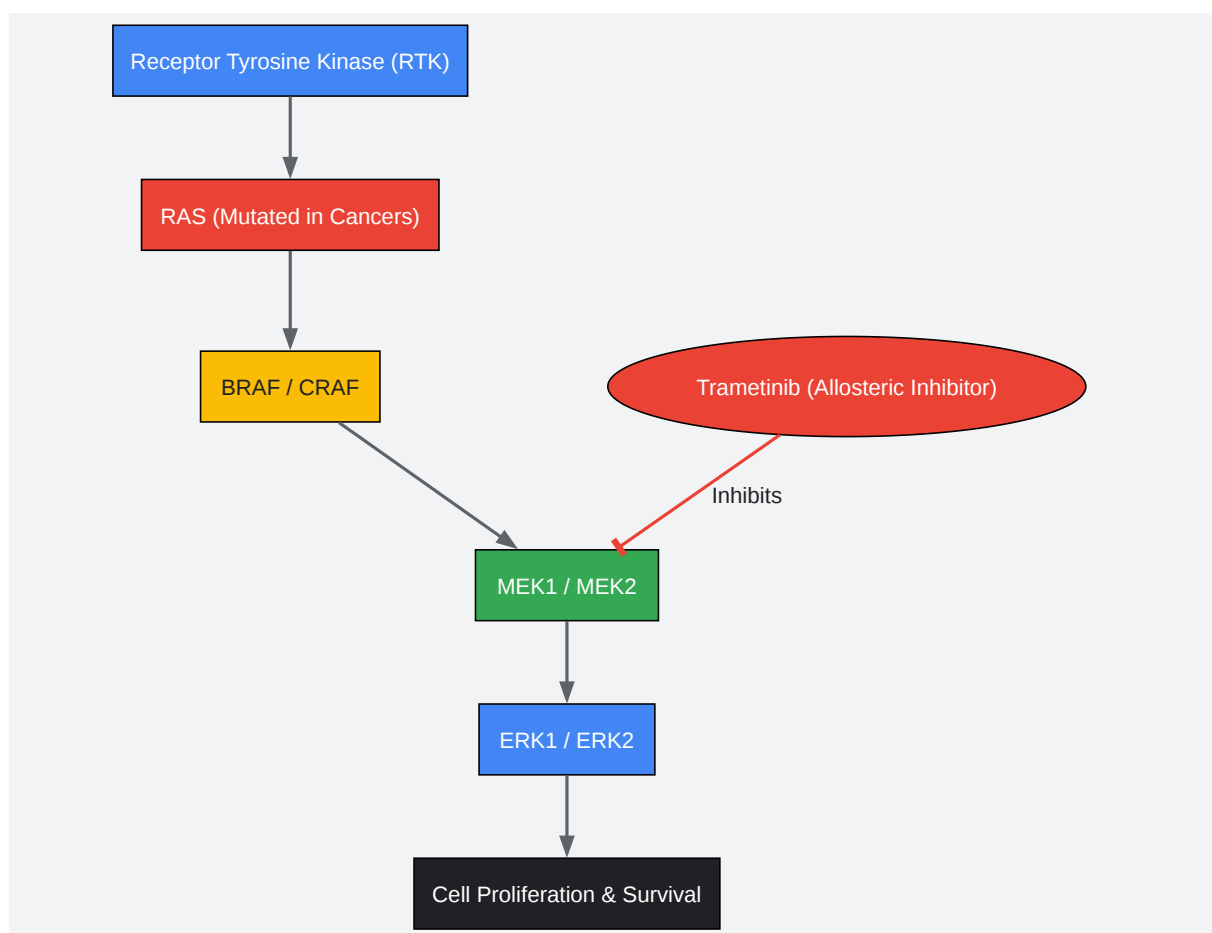 Receptor Tyrosine Kinase (RTK)
RAS (Mutated in Cancers)
BRAF / CRAF
Trametinib (Allosteric Inhibitor)
Inhibits
MEK1 / MEK2
ERK1 / ERK2
Cell Proliferation & Survival